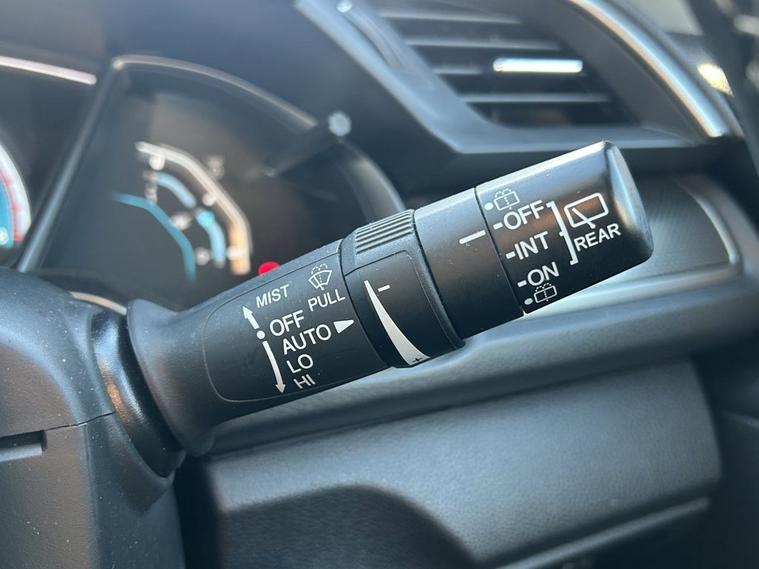 MIST
PULL
OFF
AUTO
LO
HI
-
+
-OFF
-INT
-ON
REAR